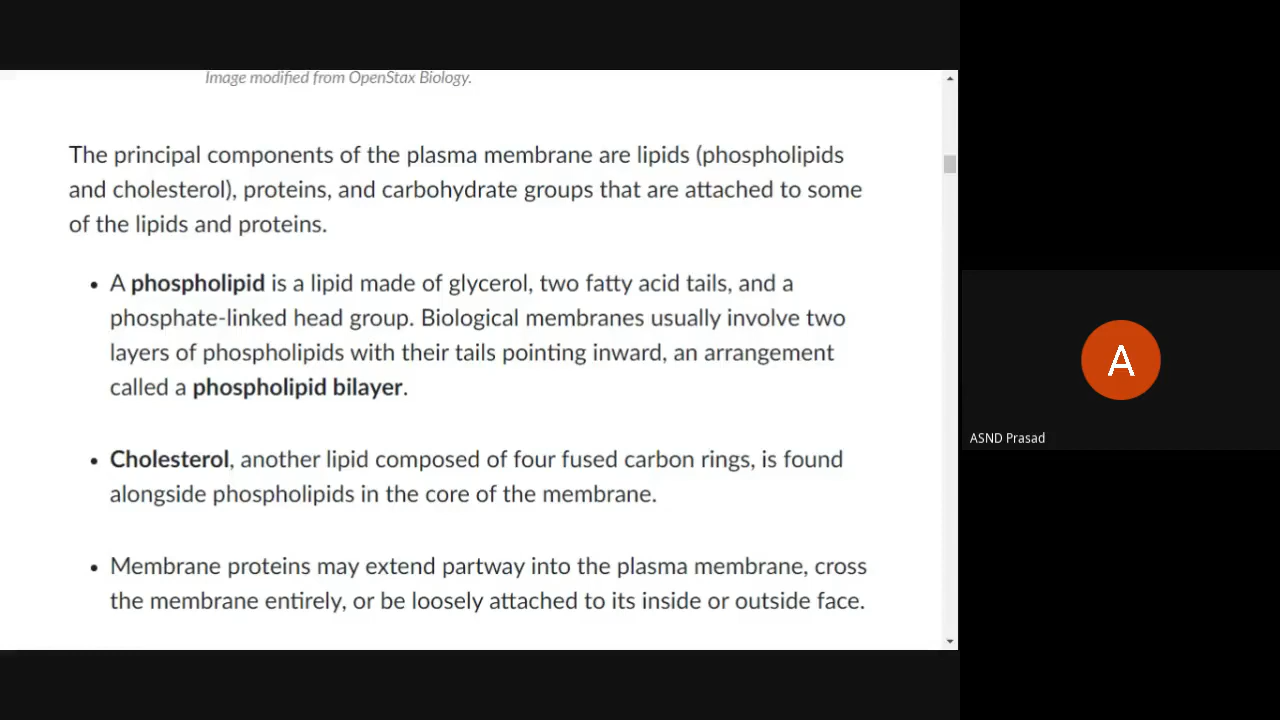 Image modified from OpenStax Biology.
The principal components of the plasma membrane are lipids (phospholipids
and cholesterol), proteins, and carbohydrate groups that are attached to some
of the lipids and proteins.
• A phospholipid is a lipid made of glycerol, two fatty acid tails, and a
phosphate-linked head group. Biological membranes usually involve two
layers of phospholipids with their tails pointing inward, an arrangement
called a phospholipid bilayer.
• Cholesterol, another lipid composed of four fused carbon rings, is found
alongside phospholipids in the core of the membrane.
• Membrane proteins may extend partway into the plasma membrane, cross
the membrane entirely, or be loosely attached to its inside or outside face.
A
ASND Prasad